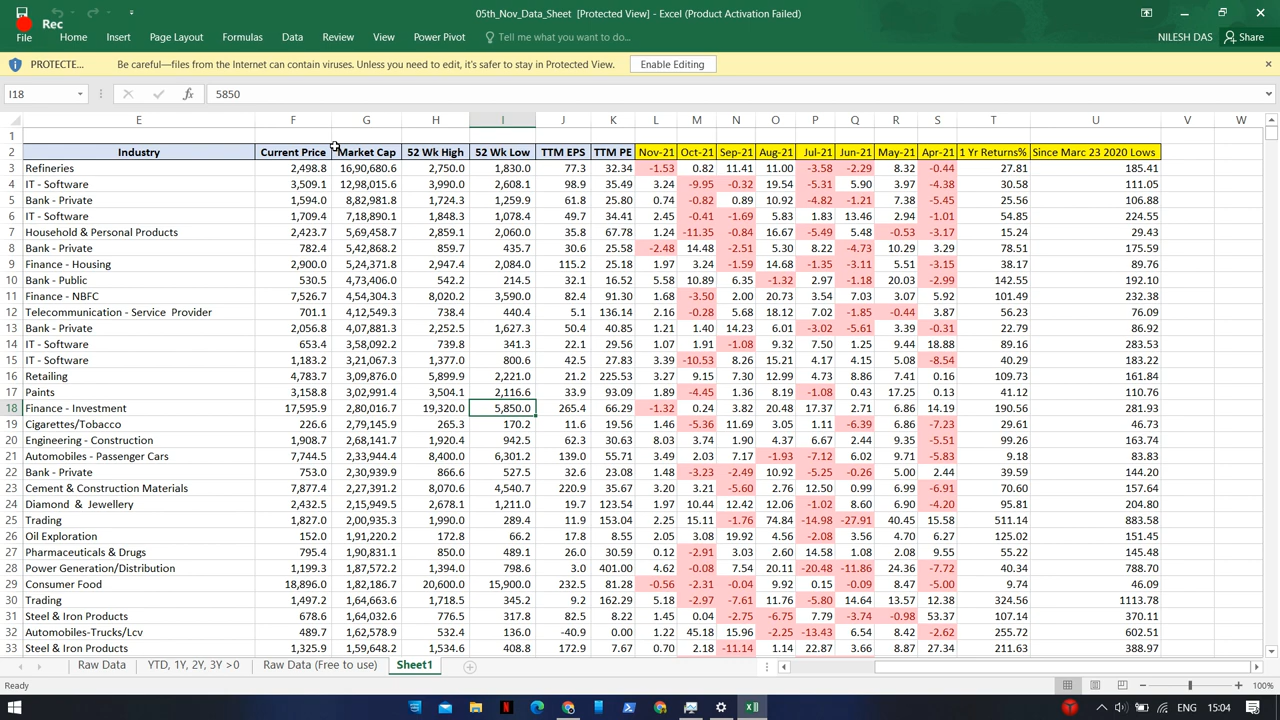 Rec
05th_Nov_Data_Sheet [Protected View] - Excel (Product Activation Failed)
File Home Insert Page Layout Formulas Data Review View Power Pivot Tell me what you want to do... NILESH DAS Share
PROTECTE... Be careful—files from the Internet can contain viruses. Unless you need to edit, it's safer to stay in Protected View. Enable Editing
I18 fx 5850
E F G H I J K L M N O P Q R S T U V W
1
2 Industry Current Price Market Cap 52 Wk High 52 Wk Low TTM EPS TTM PE Nov-21 Oct-21 Sep-21 Aug-21 Jul-21 Jun-21 May-21 Apr-21 1 Yr Returns% Since Marc 23 2020 Lows
3 Refineries 2,498.8 16,90,680.6 2,750.0 1,830.0 77.3 32.34 -1.53 0.82 11.41 11.00 -3.58 -2.29 8.32 -0.44 27.81 185.41
4 IT - Software 3,509.1 12,98,015.6 3,990.0 2,608.1 98.9 35.49 3.24 -9.95 -0.32 19.54 -5.31 5.90 3.97 -4.38 30.58 111.05
5 Bank - Private 1,594.0 8,82,981.8 1,724.3 1,259.9 61.8 25.80 0.74 -0.82 0.89 10.92 -4.82 -1.21 7.38 -5.45 25.56 106.88
6 IT - Software 1,709.4 7,18,890.1 1,848.3 1,078.4 49.7 34.41 2.45 -0.41 -1.69 5.83 1.83 13.46 2.94 -1.01 54.85 224.55
7 Household & Personal Products 2,423.7 5,69,458.7 2,859.1 2,060.0 35.8 67.78 1.24 -11.35 -0.84 16.67 -5.49 5.48 -0.53 -3.17 15.24 29.43
8 Bank - Private 782.4 5,42,868.2 859.7 435.7 30.6 25.58 -2.48 14.48 -2.51 5.30 8.22 -4.73 10.29 3.29 78.51 175.59
9 Finance - Housing 2,900.0 5,24,371.8 2,947.4 2,084.0 115.2 25.18 1.97 3.24 -1.59 14.68 -1.35 -3.11 5.51 -3.15 38.17 89.76
10 Bank - Public 530.5 4,73,406.0 542.2 214.5 32.1 16.52 5.58 10.89 6.35 -1.32 2.97 -1.18 20.03 -2.99 142.55 192.10
11 Finance - NBFC 7,526.7 4,54,304.3 8,020.2 3,590.0 82.4 91.30 1.68 -3.50 2.00 20.73 3.54 7.03 3.07 5.92 101.49 232.38
12 Telecommunication - Service Provider 701.1 4,12,549.3 738.4 440.4 5.1 136.14 2.16 -0.28 5.68 18.12 7.02 -1.85 -0.44 3.87 56.23 76.09
13 Bank - Private 2,056.8 4,07,881.3 2,252.5 1,627.3 50.4 40.85 1.21 1.40 14.23 6.01 -3.02 -5.61 3.39 -0.31 22.79 86.92
14 IT - Software 653.4 3,58,092.2 739.8 341.3 22.1 29.56 1.07 1.91 -1.08 9.32 7.50 1.25 9.44 18.88 89.16 283.53
15 IT - Software 1,183.2 3,21,067.3 1,377.0 800.6 42.5 27.83 3.39 -10.53 8.26 15.21 4.17 4.15 5.08 -8.54 40.29 183.22
16 Retailing 4,783.7 3,09,876.0 5,899.9 2,221.0 21.2 225.53 3.27 9.15 7.30 12.99 4.73 8.86 7.41 0.16 109.73 161.84
17 Paints 3,158.8 3,02,991.4 3,504.1 2,116.6 33.9 93.09 1.89 -4.45 1.36 8.19 -1.08 0.43 17.25 0.13 41.12 110.76
18 Finance - Investment 17,595.9 2,80,016.7 19,320.0 5,850.0 265.4 66.29 -1.32 0.24 3.82 20.48 17.37 2.71 6.86 14.19 190.56 281.93
19 Cigarettes/Tobacco 226.6 2,79,145.9 265.3 170.2 11.6 19.56 1.46 -5.36 11.69 3.05 1.11 -6.39 6.86 -7.23 29.61 46.73
20 Engineering - Construction 1,908.7 2,68,141.7 1,920.4 942.5 62.3 30.63 8.03 3.74 1.90 4.37 6.67 2.44 9.35 -5.51 99.26 163.74
21 Automobiles - Passenger Cars 7,744.5 2,33,944.4 8,400.0 6,301.2 139.0 55.71 3.49 2.03 7.17 -1.93 -7.12 6.02 9.71 -5.83 9.18 83.83
22 Bank - Private 753.0 2,30,939.9 866.6 527.5 32.6 23.08 1.48 -3.23 -2.49 10.92 -5.25 -0.26 5.00 2.44 39.59 144.20
23 Cement & Construction Materials 7,877.4 2,27,391.2 8,070.6 4,540.7 220.9 35.67 3.20 3.21 -5.60 2.76 12.50 0.99 6.99 -6.91 70.60 157.64
24 Diamond & Jewellery 2,432.5 2,15,949.5 2,678.1 1,211.0 19.7 123.54 1.97 10.44 12.42 12.06 -1.02 8.60 6.90 -4.20 95.81 204.80
25 Trading 1,827.0 2,00,935.3 1,990.0 289.4 11.9 153.04 2.25 15.11 -1.76 74.84 -14.98 -27.91 40.45 15.58 511.14 883.58
26 Oil Exploration 152.0 1,91,220.2 172.8 66.2 17.8 8.55 2.05 3.08 19.92 4.56 -2.08 3.56 4.70 6.27 125.02 151.45
27 Pharmaceuticals & Drugs 795.4 1,90,831.1 850.0 489.1 26.0 30.59 0.12 -2.91 3.03 2.60 14.58 1.08 2.08 9.55 55.22 145.48
28 Power Generation/Distribution 1,199.3 1,87,572.2 1,394.0 798.6 3.0 401.00 4.62 -0.08 7.54 20.11 -20.48 -11.86 24.36 -7.72 40.34 788.70
29 Consumer Food 18,896.0 1,82,186.7 20,600.0 15,900.0 232.5 81.28 -0.56 -2.31 -0.04 9.92 0.15 -0.09 8.47 -5.00 9.74 46.09
30 Trading 1,497.2 1,64,663.6 1,718.5 345.2 9.2 162.29 5.18 -2.97 -7.61 11.76 -5.80 14.64 13.57 12.38 324.56 1113.78
31 Steel & Iron Products 678.6 1,64,032.6 776.5 317.8 82.5 8.22 1.45 0.04 -2.75 -6.75 7.79 -3.74 -0.98 53.37 107.14 370.11
32 Automobiles-Trucks/Lcv 489.7 1,62,578.9 532.4 136.0 -40.9 0.00 1.22 45.18 15.96 -2.25 -13.43 6.54 8.42 -2.62 255.72 602.51
33 Steel & Iron Products 1,325.9 1,59,648.2 1,534.6 408.8 172.9 7.67 0.70 2.18 -11.14 1.14 22.87 3.66 8.87 27.34 211.63 388.97
Raw Data YTD, 1Y, 2Y, 3Y >0 Raw Data (Free to use) Sheet1
Ready 100%
ENG 15:04